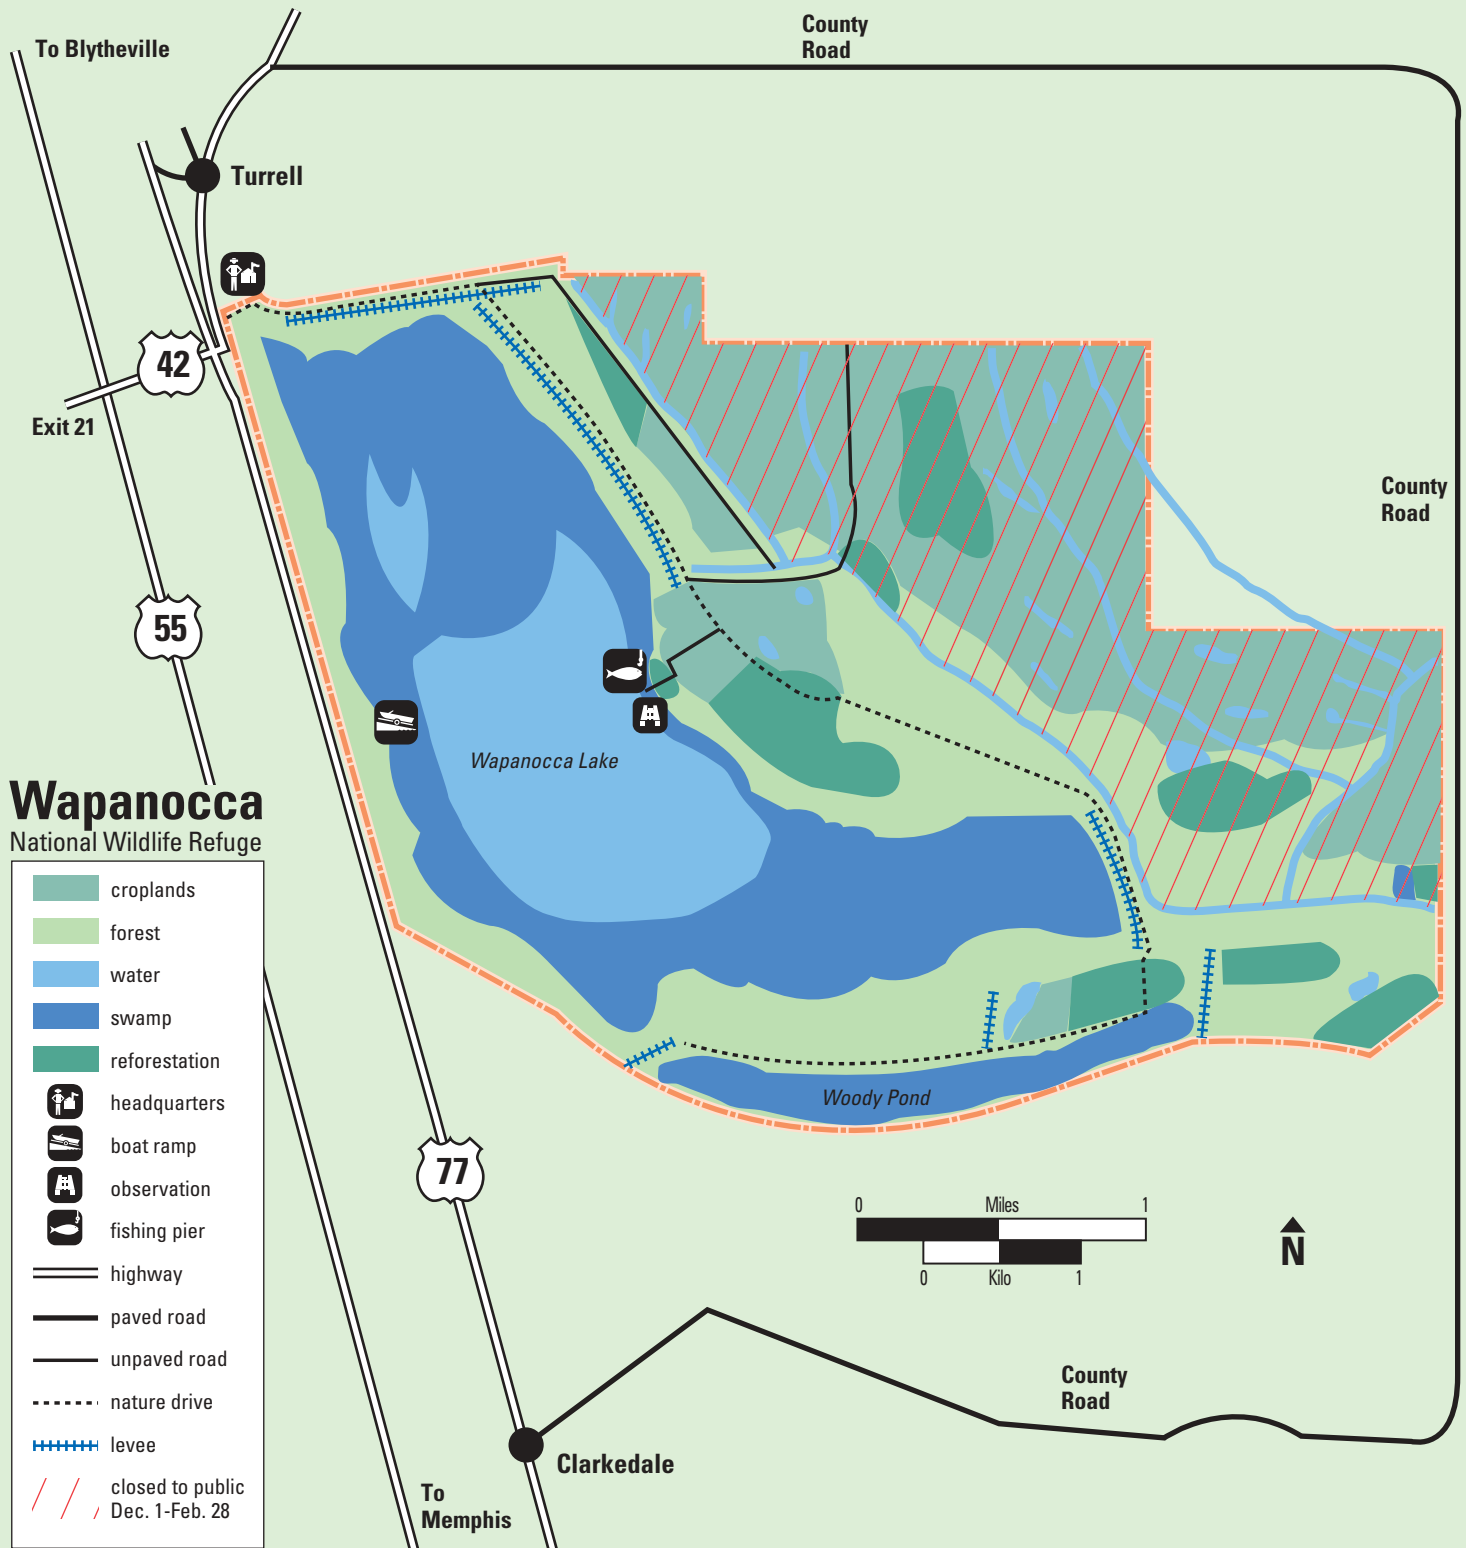 To Blytheville
County
Road
Turrell
42
Exit 21
County
Road
55
Wapanocca Lake
Wapanocca
National Wildlife Refuge
croplands
forest
water
swamp
reforestation
headquarters
boat ramp
observation
fishing pier
highway
paved road
unpaved road
nature drive
levee
closed to public
Dec. 1-Feb. 28
Woody Pond
77
0 Miles 1
0 Kilo 1
N
County
Road
Clarkedale
To
Memphis